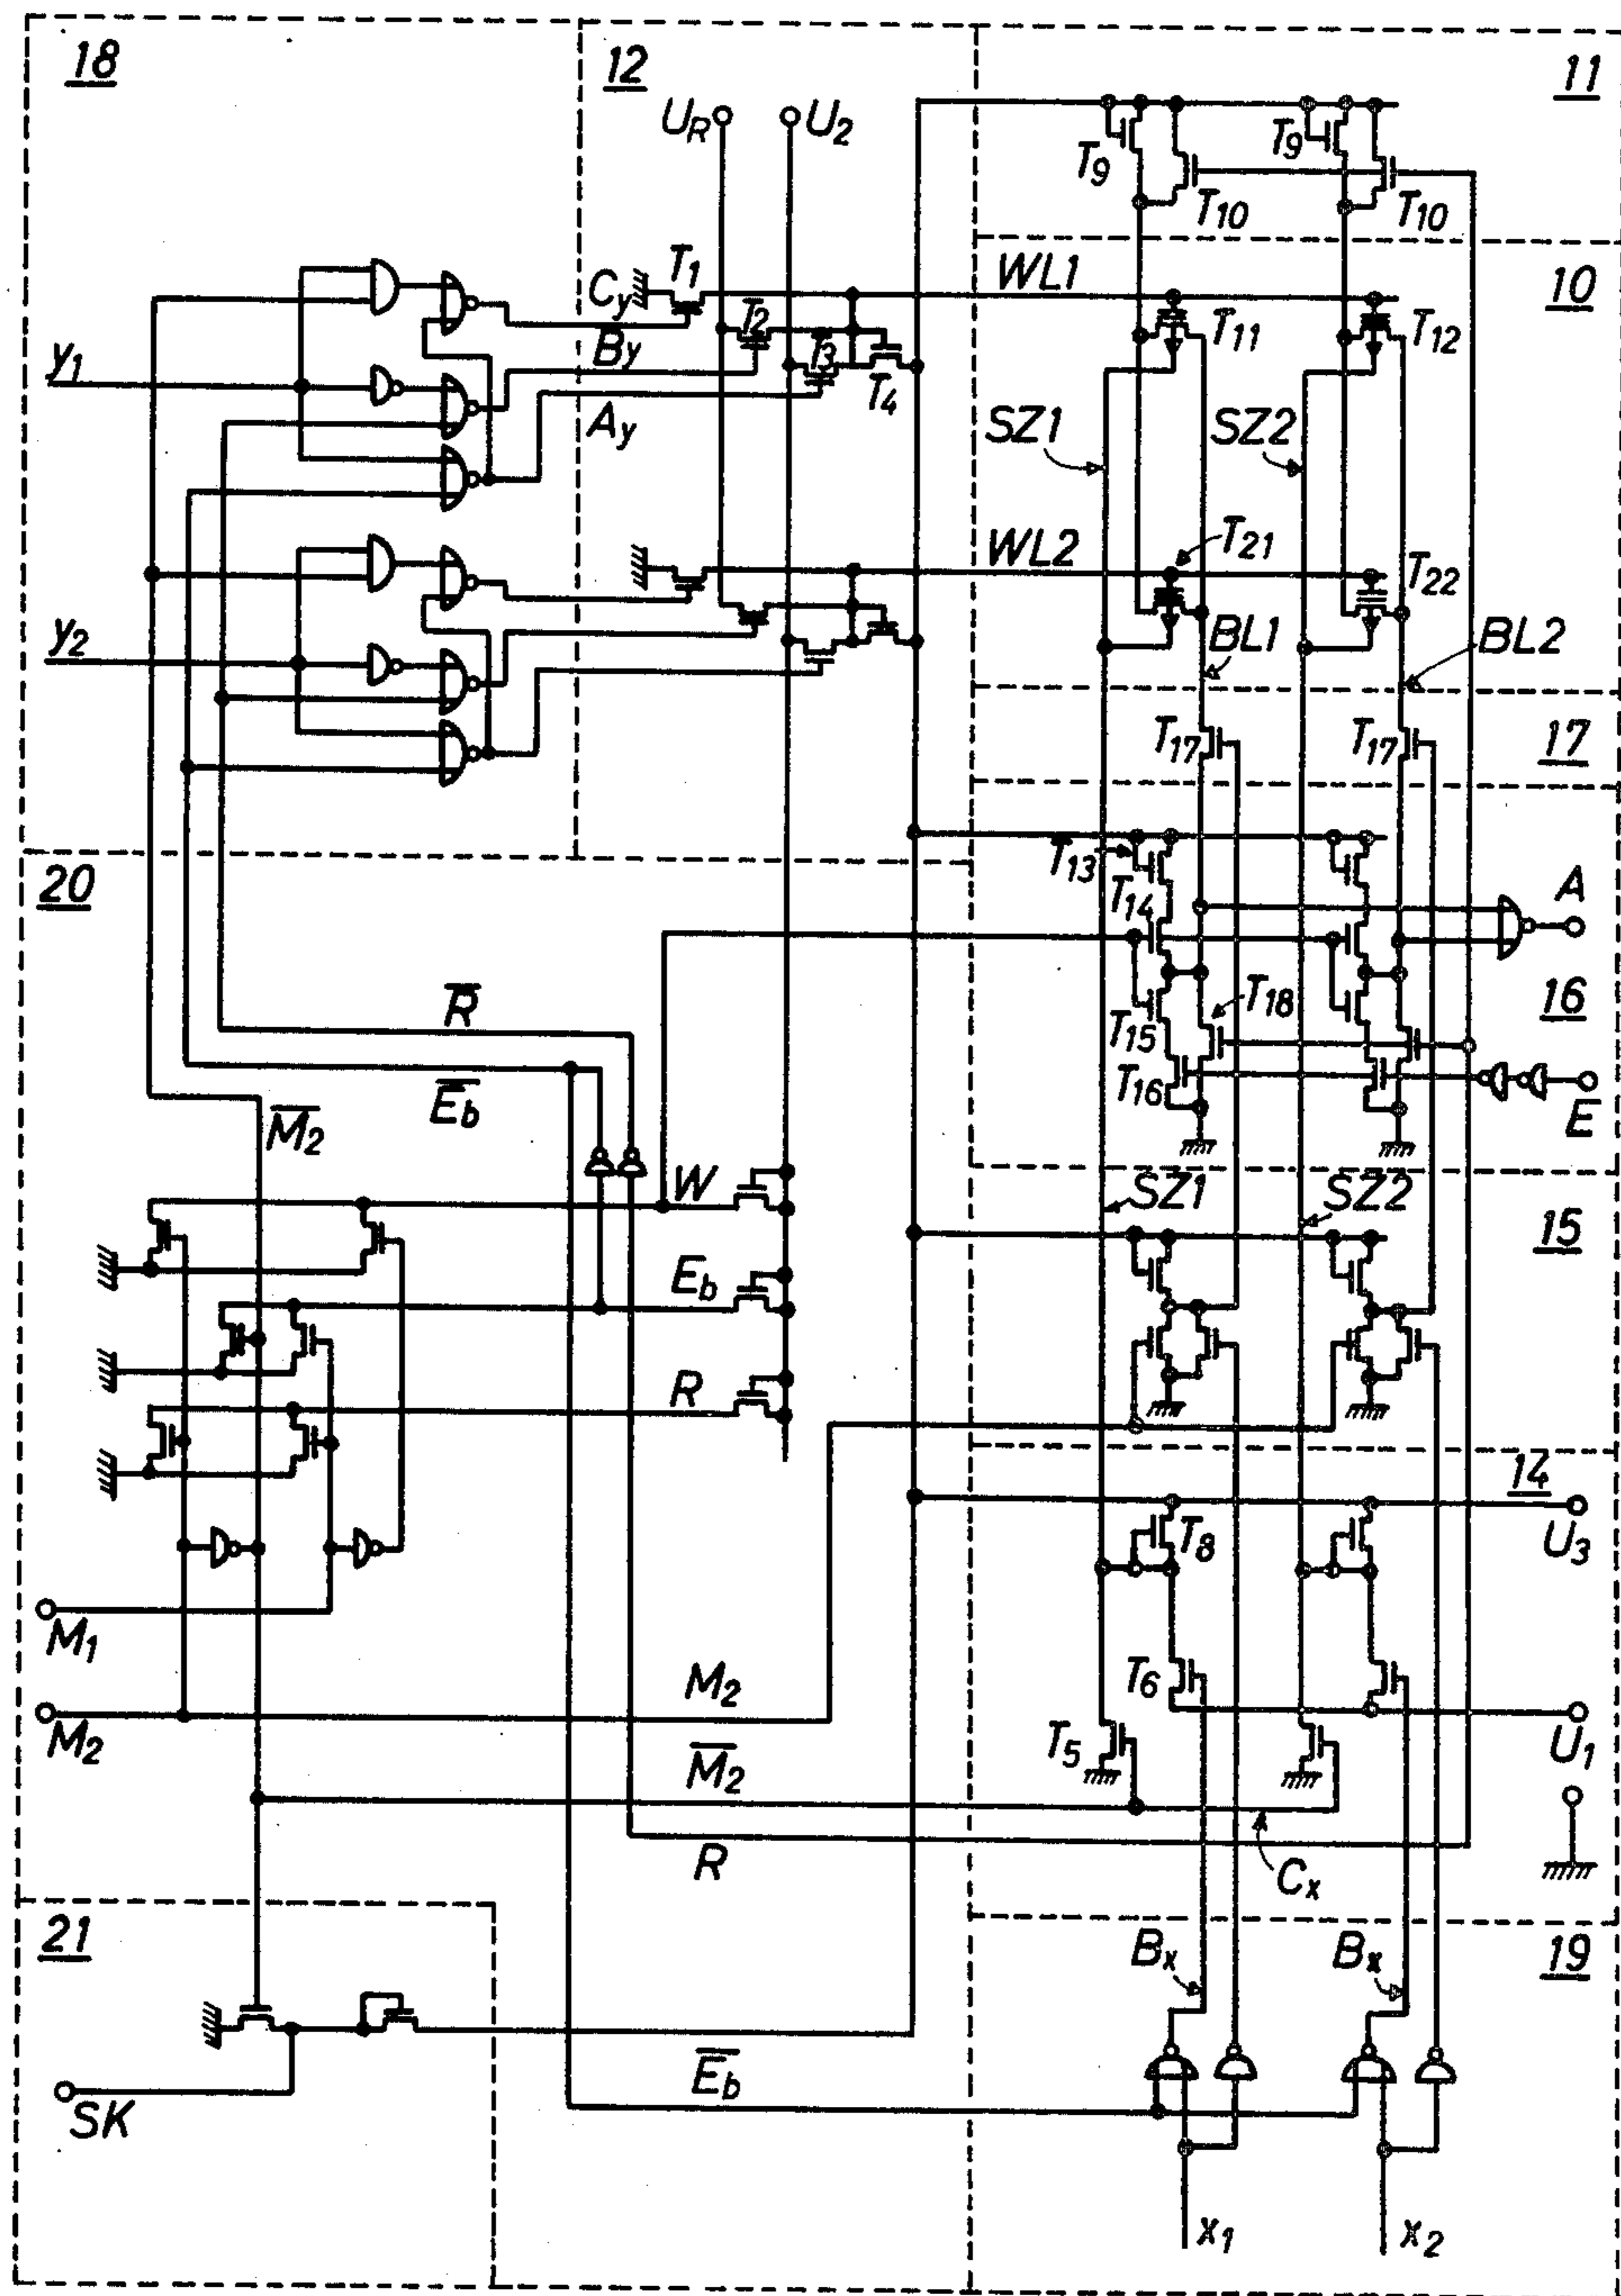 18
12
11
U_R
U_2
T_9
T_9
T_10
T_10
C_y
T_1
WL1
10
T_2
T_11
T_12
y_1
B_y
T_3
T_4
A_y
SZ1
SZ2
T_21
WL2
T_22
y_2
BL1
BL2
T_17
T_17
17
20
T_13
A
T_14
R̅
T_18
16
T_15
E̅_b
T_16
M̅_2
E
W
SZ1
SZ2
15
E_b
R
14
T_8
U_3
M_1
M_2
T_6
M_2
T_5
U_1
M̅_2
R
C_x
21
B_x
B_x
19
E̅_b
SK
x_1
x_2